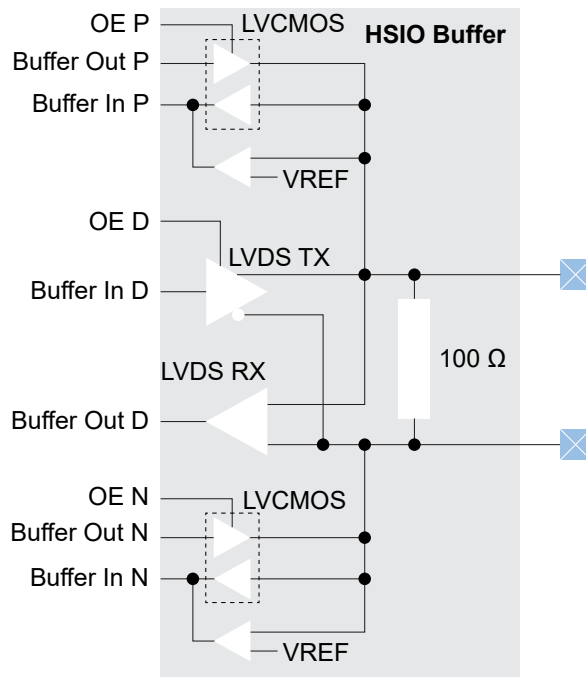 OE P
LVCMOS
HSIO Buffer
Buffer Out P
Buffer In P
VREF
OE D
LVDS TX
Buffer In D
100 Ω
LVDS RX
Buffer Out D
OE N
LVCMOS
Buffer Out N
Buffer In N
VREF